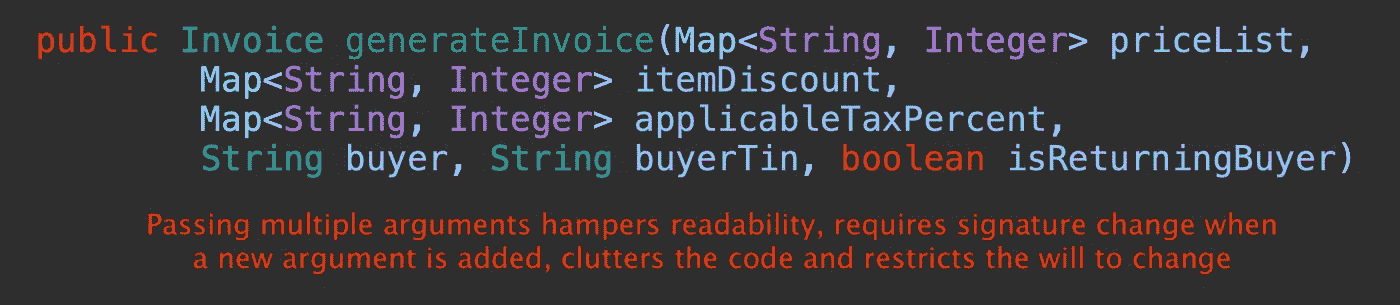 public Invoice generateInvoice(Map<String, Integer> priceList,
Map<String, Integer> itemDiscount,
Map<String, Integer> applicableTaxPercent,
String buyer, String buyerTin, boolean isReturningBuyer)
Passing multiple arguments hampers readability, requires signature change when
a new argument is added, clutters the code and restricts the will to change